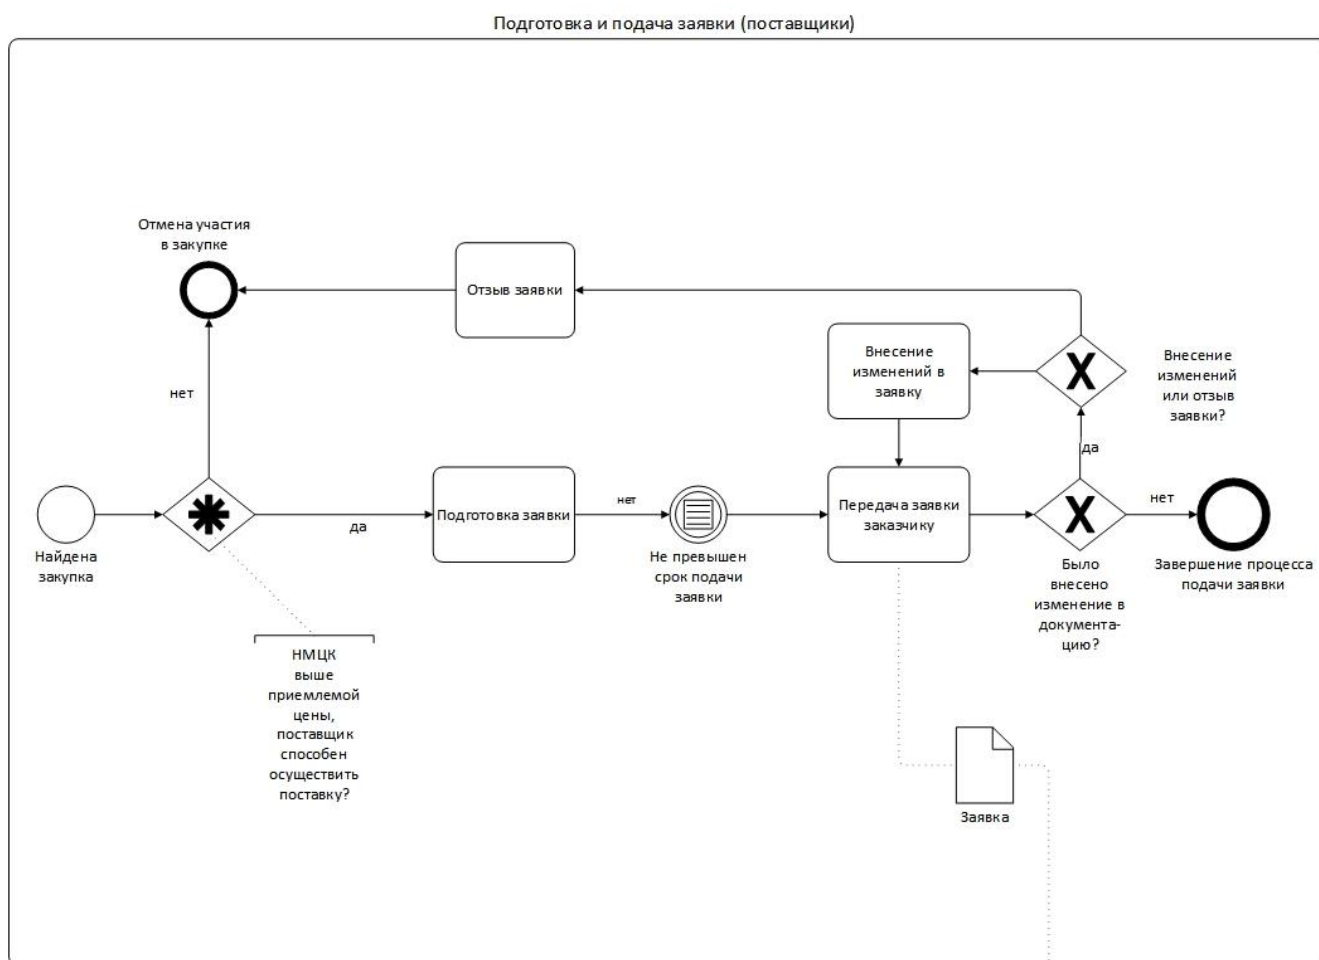 Подготовка и подача заявки (поставщики)
Отмена участия
в закупке
Отзыв заявки
Внесение
изменений в
заявку
Внесение
изменений
или отзыв
заявки?
нет
да
Найдена
закупка
да
Подготовка заявки
нет
Не превышен
срок подачи
заявки
Передача заявки
заказчику
нет
Было
внесено
изменение в
документа-
цию?
Завершение процесса
подачи заявки
НМЦК
выше
приемлемой
цены,
поставщик
способен
осуществить
поставку?
Заявка